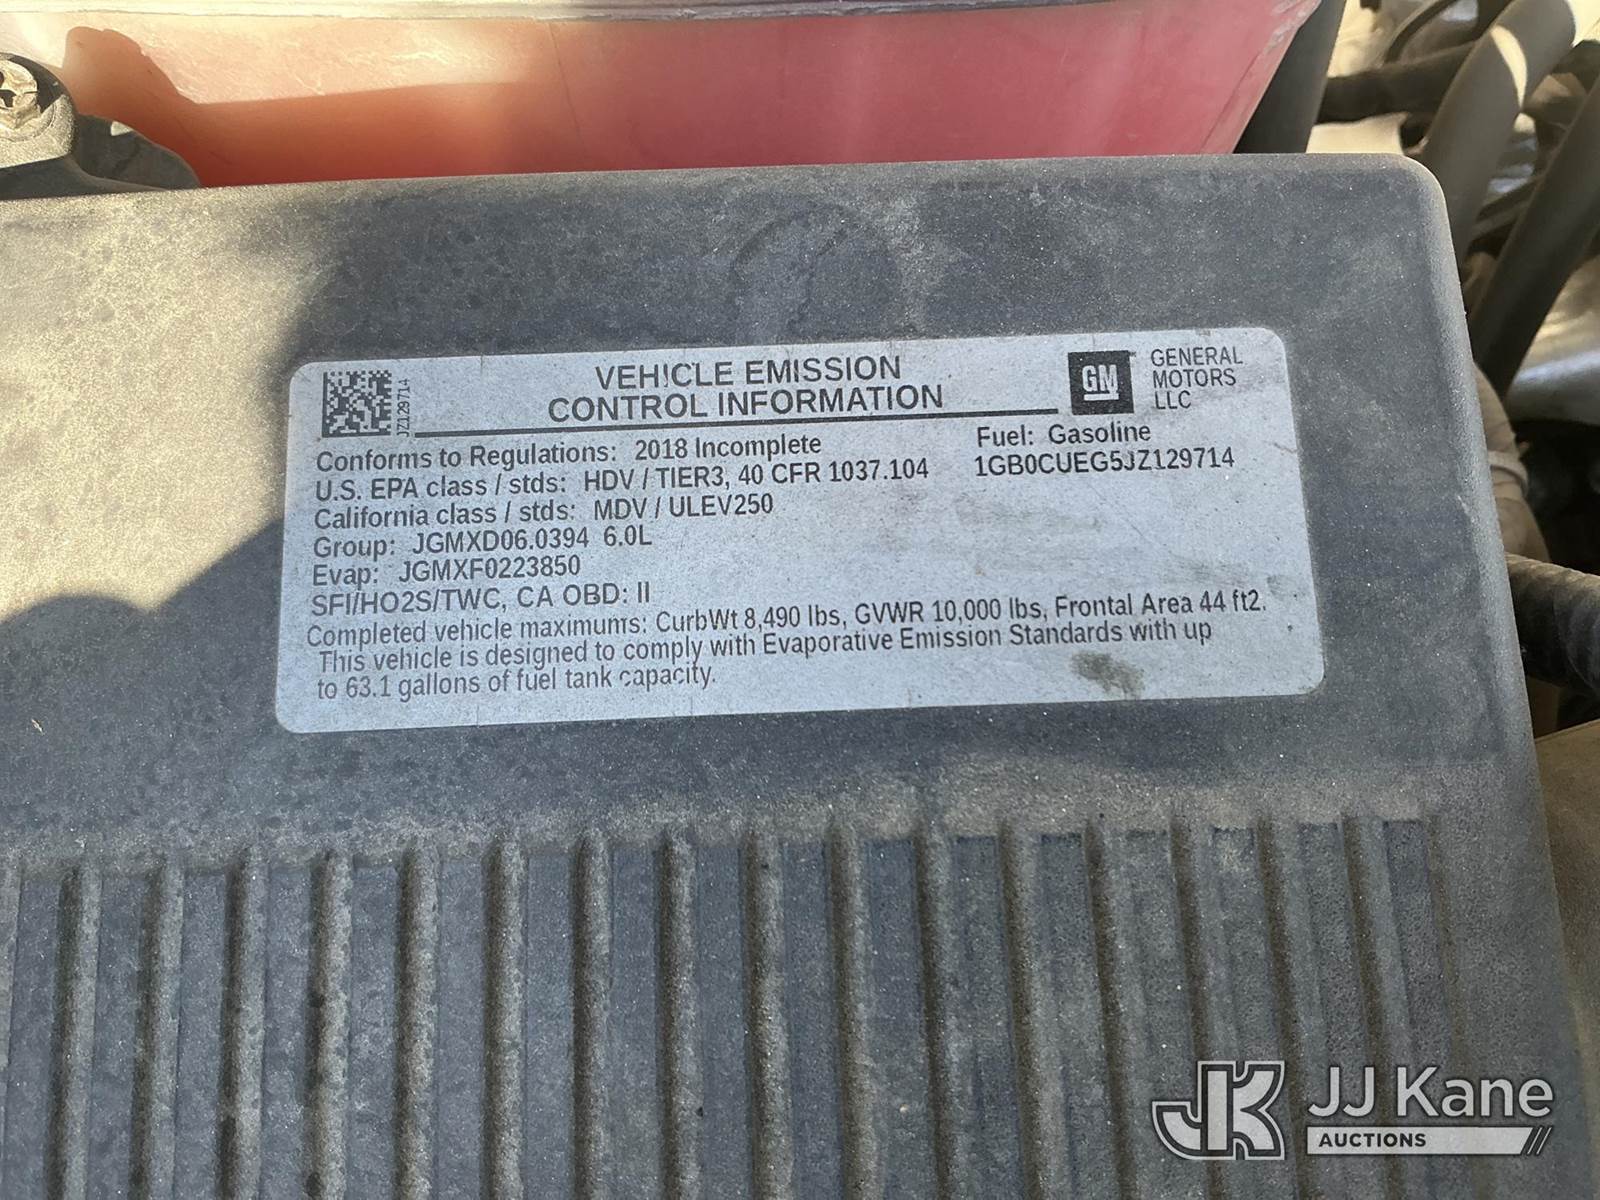 VEHICLE EMISSION
CONTROL INFORMATION
GM
GENERAL
MOTORS
LLC
JZ129714
Conforms to Regulations: 2018 Incomplete
Fuel: Gasoline
U.S. EPA class / stds: HDV / TIER3, 40 CFR 1037.104
1GB0CUEG5JZ129714
California class / stds: MDV / ULEV250
Group: JGMXD06.0394 6.0L
Evap: JGMXF0223850
SFI/HO2S/TWC, CA OBD: II
Completed vehicle maximums: CurbWt 8,490 lbs, GVWR 10,000 lbs, Frontal Area 44 ft2.
This vehicle is designed to comply with Evaporative Emission Standards with up
to 63.1 gallons of fuel tank capacity.
JK
JJ Kane
AUCTIONS